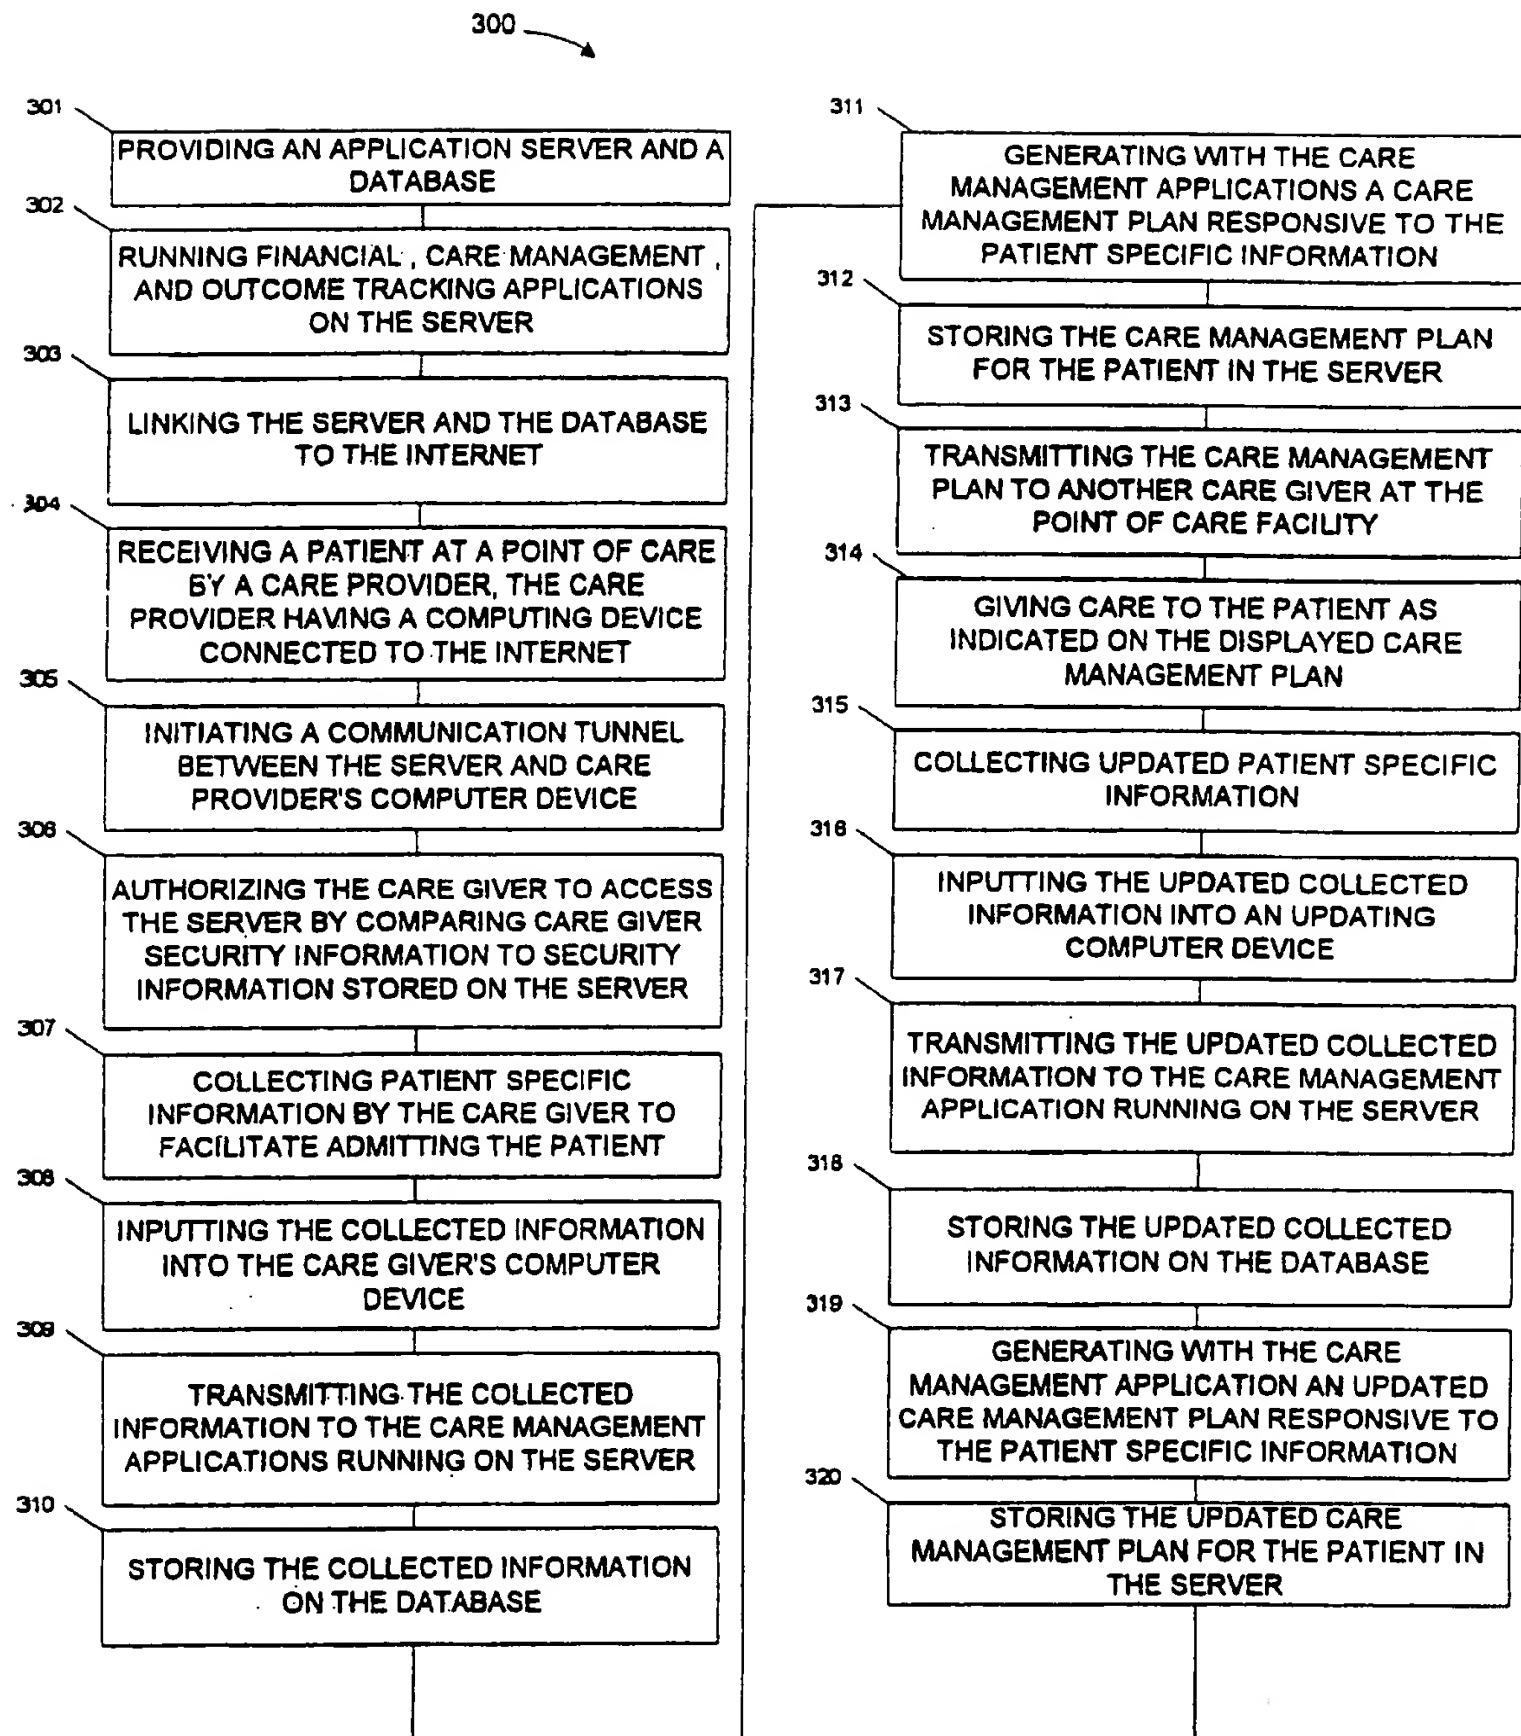 300
301
PROVIDING AN APPLICATION SERVER AND A
DATABASE
302
RUNNING FINANCIAL, CARE MANAGEMENT,
AND OUTCOME TRACKING APPLICATIONS
ON THE SERVER
303
LINKING THE SERVER AND THE DATABASE
TO THE INTERNET
304
RECEIVING A PATIENT AT A POINT OF CARE
BY A CARE PROVIDER, THE CARE
PROVIDER HAVING A COMPUTING DEVICE
CONNECTED TO THE INTERNET
305
INITIATING A COMMUNICATION TUNNEL
BETWEEN THE SERVER AND CARE
PROVIDER'S COMPUTER DEVICE
306
AUTHORIZING THE CARE GIVER TO ACCESS
THE SERVER BY COMPARING CARE GIVER
SECURITY INFORMATION TO SECURITY
INFORMATION STORED ON THE SERVER
307
COLLECTING PATIENT SPECIFIC
INFORMATION BY THE CARE GIVER TO
FACILITATE ADMITTING THE PATIENT
308
INPUTTING THE COLLECTED INFORMATION
INTO THE CARE GIVER'S COMPUTER
DEVICE
309
TRANSMITTING THE COLLECTED
INFORMATION TO THE CARE MANAGEMENT
APPLICATIONS RUNNING ON THE SERVER
310
STORING THE COLLECTED INFORMATION
ON THE DATABASE
311
GENERATING WITH THE CARE
MANAGEMENT APPLICATIONS A CARE
MANAGEMENT PLAN RESPONSIVE TO THE
PATIENT SPECIFIC INFORMATION
312
STORING THE CARE MANAGEMENT PLAN
FOR THE PATIENT IN THE SERVER
313
TRANSMITTING THE CARE MANAGEMENT
PLAN TO ANOTHER CARE GIVER AT THE
POINT OF CARE FACILITY
314
GIVING CARE TO THE PATIENT AS
INDICATED ON THE DISPLAYED CARE
MANAGEMENT PLAN
315
COLLECTING UPDATED PATIENT SPECIFIC
INFORMATION
316
INPUTTING THE UPDATED COLLECTED
INFORMATION INTO AN UPDATING
COMPUTER DEVICE
317
TRANSMITTING THE UPDATED COLLECTED
INFORMATION TO THE CARE MANAGEMENT
APPLICATION RUNNING ON THE SERVER
318
STORING THE UPDATED COLLECTED
INFORMATION ON THE DATABASE
319
GENERATING WITH THE CARE
MANAGEMENT APPLICATION AN UPDATED
CARE MANAGEMENT PLAN RESPONSIVE TO
THE PATIENT SPECIFIC INFORMATION
320
STORING THE UPDATED CARE
MANAGEMENT PLAN FOR THE PATIENT IN
THE SERVER